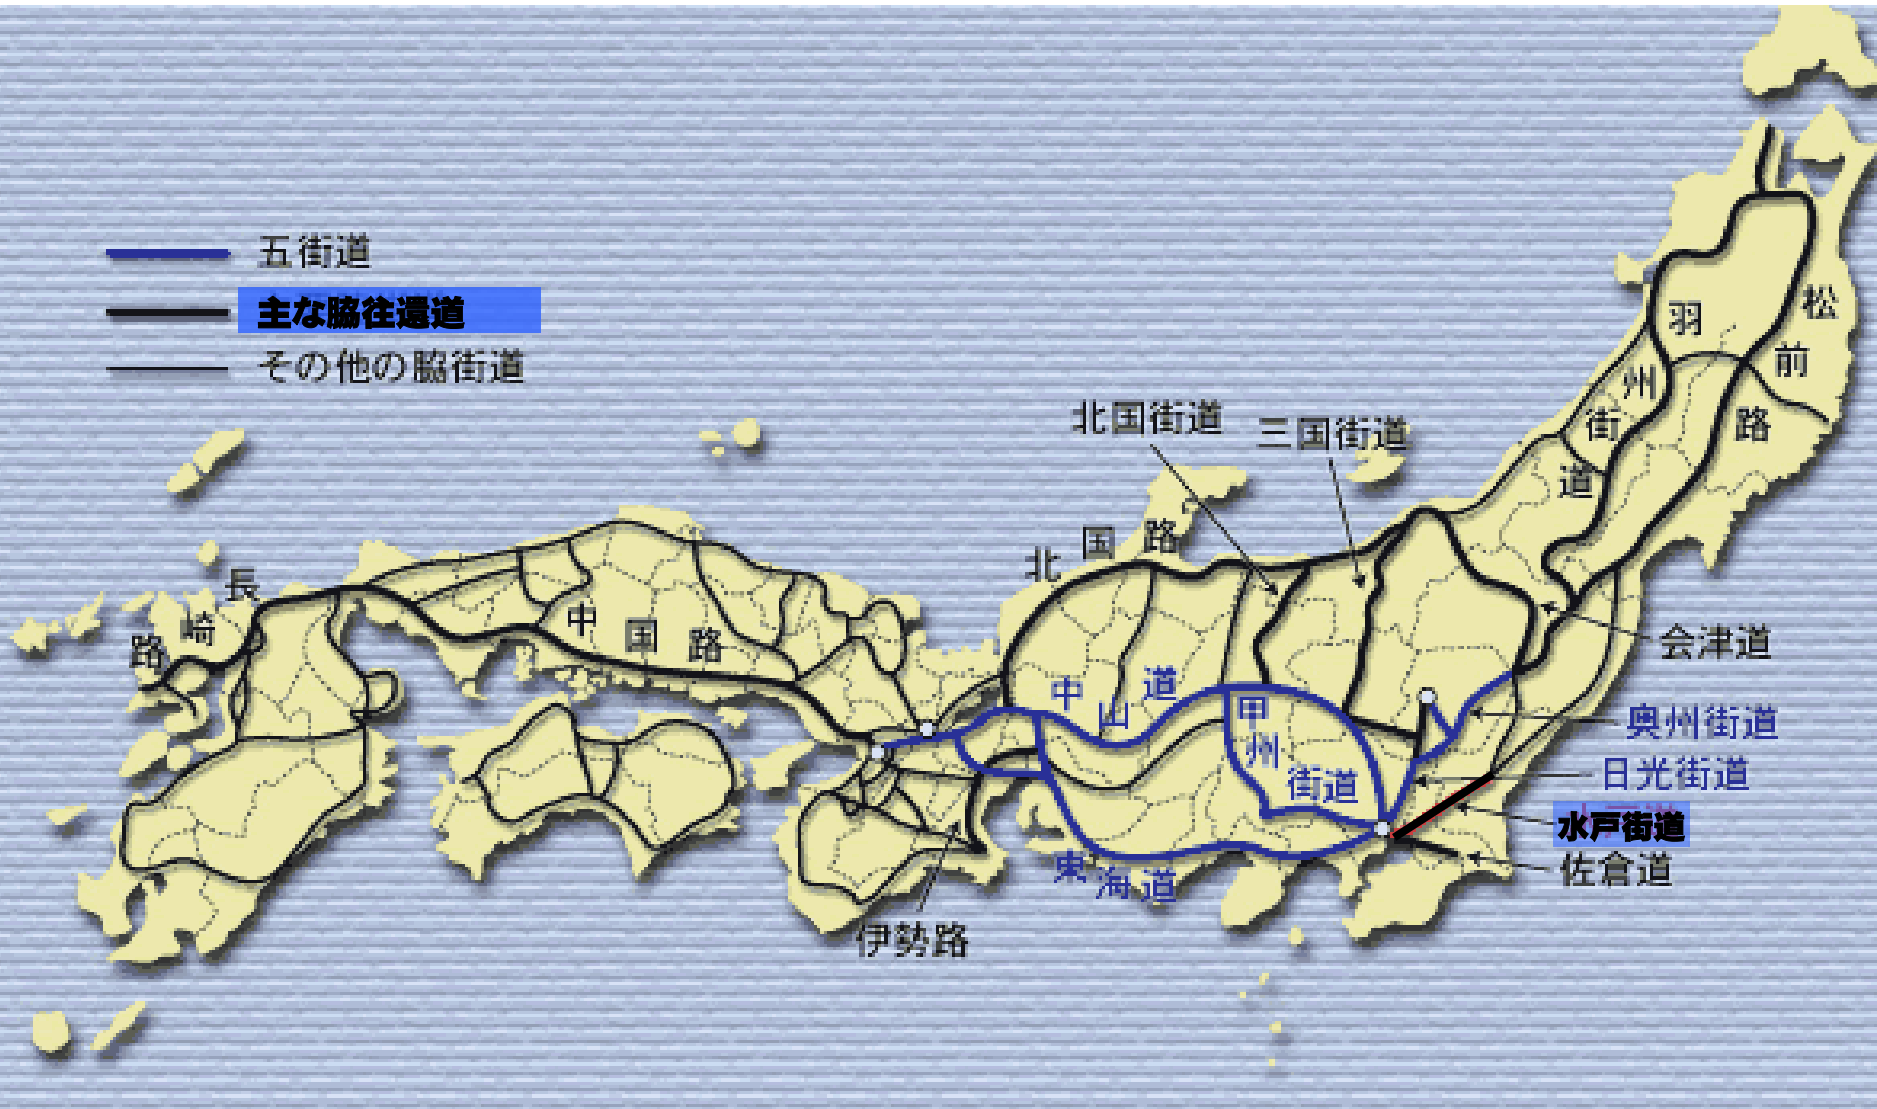 五街道
主な脇往還道
その他の脇街道
北国街道
三国街道
羽州街道
松前路
北国路
長崎路
中国路
会津道
中山道
甲州街道
奥州街道
日光街道
水戸街道
佐倉道
東海道
伊勢路